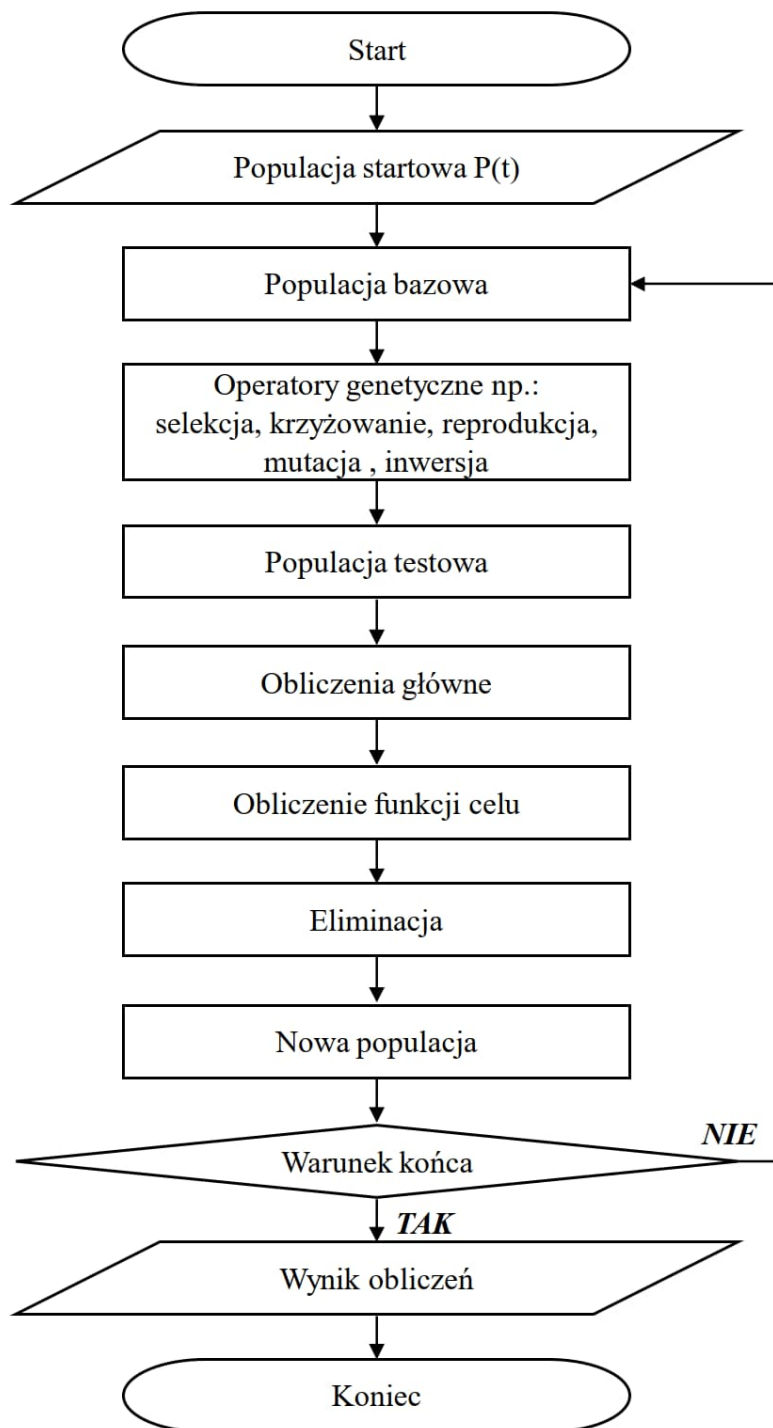 Start
Populacja startowa P(t)
Populacja bazowa
Operatory genetyczne np.:
selekcja, krzyżowanie, reprodukcja,
mutacja , inwersja
Populacja testowa
Obliczenia główne
Obliczenie funkcji celu
Eliminacja
Nowa populacja
Warunek końca
NIE
TAK
Wynik obliczeń
Koniec